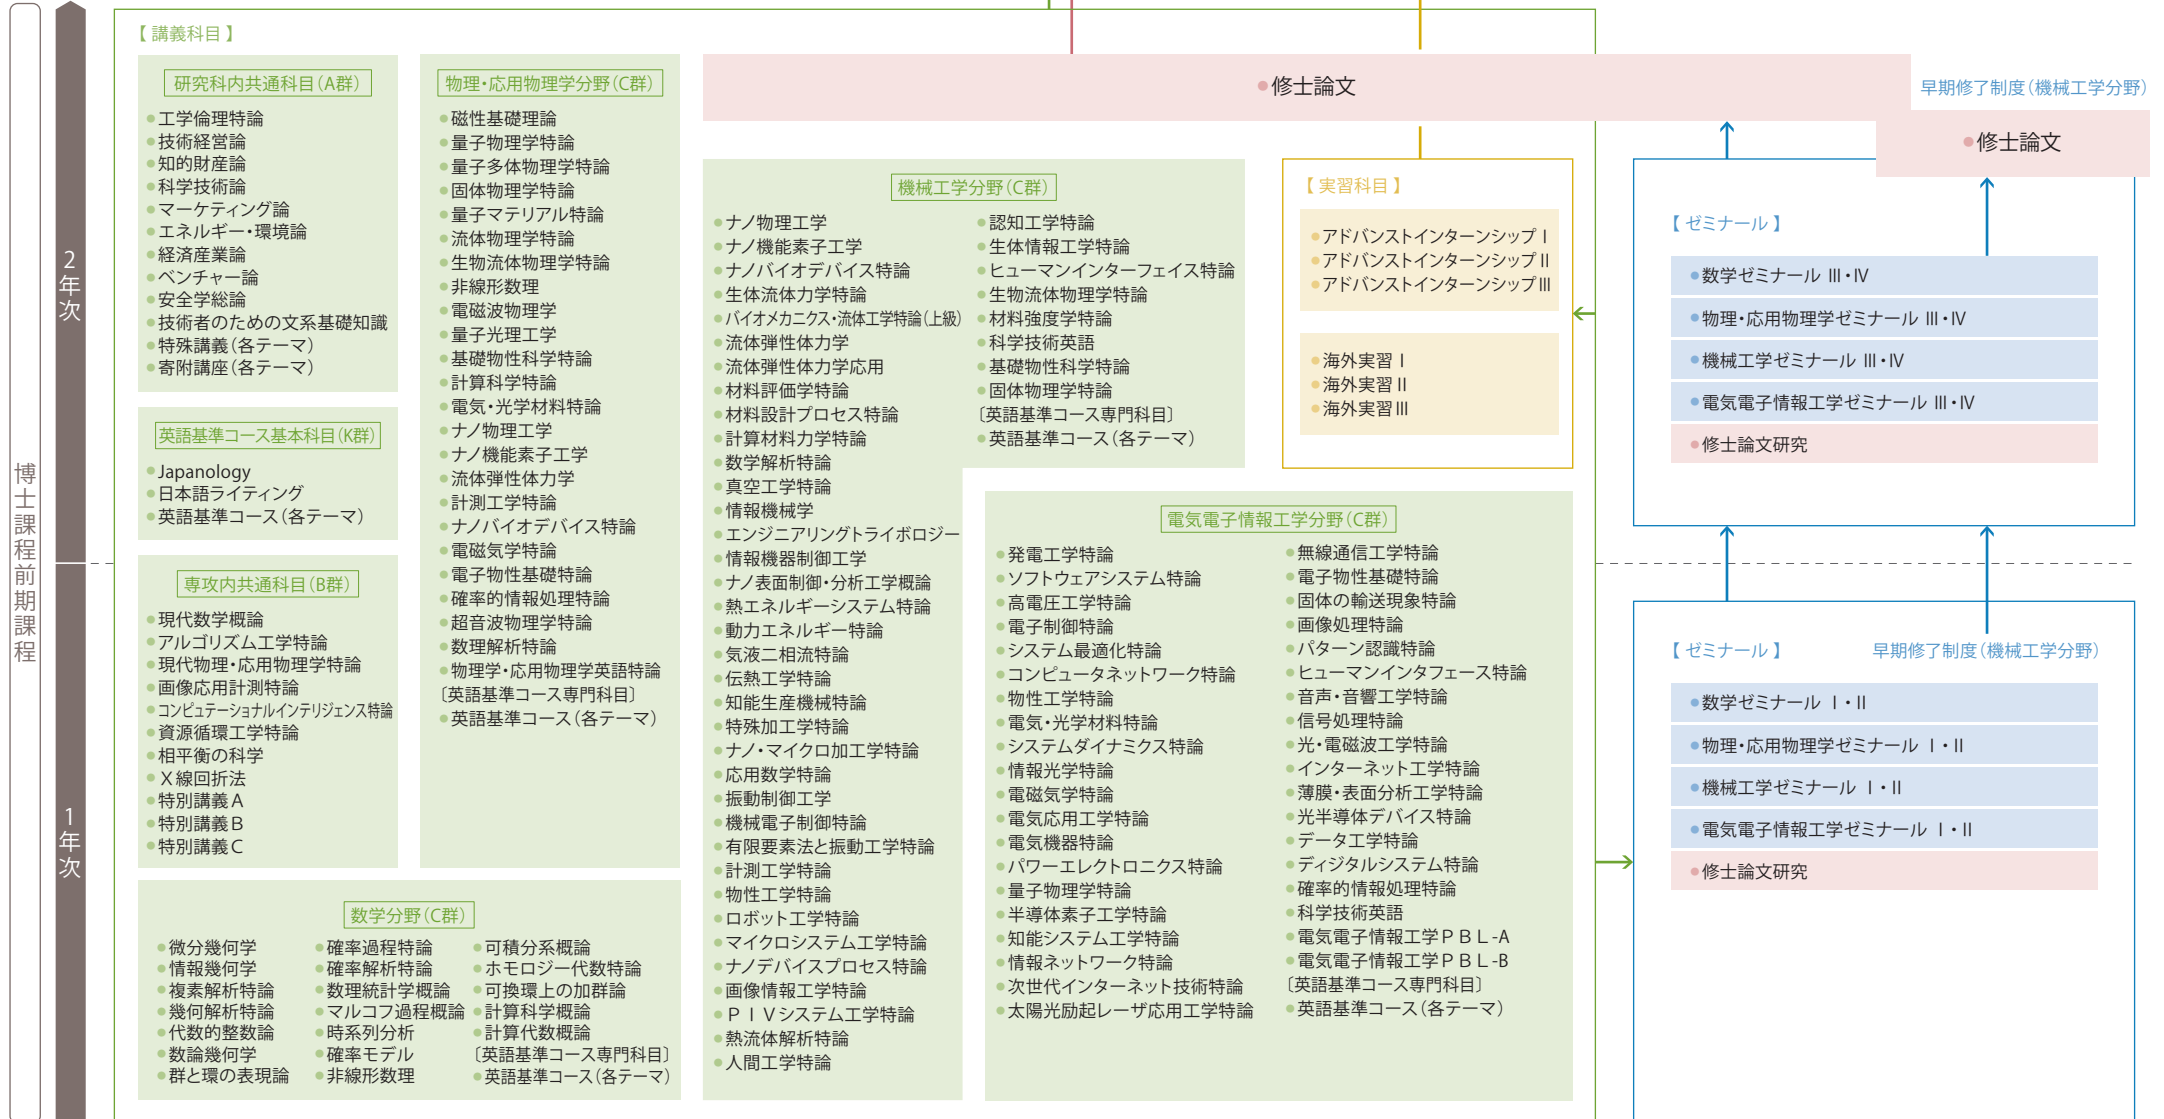 博士課程前期課程
2年次
1年次
【 講義科目 】
研究科内共通科目(A群)
●工学倫理特論
●技術経営論
●知的財産論
●科学技術論
●マーケティング論
●エネルギー・環境論
●経済産業論
●ベンチャー論
●安全学総論
●技術者のための文系基礎知識
●特殊講義(各テーマ)
●寄附講座(各テーマ)
英語基準コース基本科目(K群)
●Japanology
●日本語ライティング
●英語基準コース(各テーマ)
専攻内共通科目(B群)
●現代数学概論
●アルゴリズム工学特論
●現代物理・応用物理学特論
●画像応用計測特論
●コンピュテーショナルインテリジェンス特論
●資源循環工学特論
●相平衡の科学
●X線回折法
●特別講義A
●特別講義B
●特別講義C
物理・応用物理学分野(C群)
●磁性基礎理論
●量子物理学特論
●量子多体物理学特論
●固体物理学特論
●量子マテリアル特論
●流体物理学特論
●生物流体物理学特論
●非線形数理
●電磁波物理学
●量子光理工学
●基礎物性科学特論
●計算科学特論
●電気・光学材料特論
●ナノ物理工学
●ナノ機能素子工学
●流体弾性体力学
●計測工学特論
●ナノバイオデバイス特論
●電磁気学特論
●電子物性基礎特論
●確率的情報処理特論
●超音波物理学特論
●数理解析特論
●物理学・応用物理学英語特論
〔英語基準コース専門科目〕
●英語基準コース(各テーマ)
数学分野(C群)
●微分幾何学
●情報幾何学
●複素解析特論
●幾何解析特論
●代数的整数論
●数論幾何学
●群と環の表現論
●確率過程特論
●確率解析特論
●数理統計学概論
●マルコフ過程概論
●時系列分析
●確率モデル
●非線形数理
●可積分系概論
●ホモロジー代数特論
●可換環上の加群論
●計算科学概論
●計算代数概論
〔英語基準コース専門科目〕
●英語基準コース(各テーマ)
●修士論文
機械工学分野(C群)
●ナノ物理工学
●ナノ機能素子工学
●ナノバイオデバイス特論
●生体流体力学特論
●バイオメカニクス・流体工学特論(上級)
●流体弾性体力学
●流体弾性体力学応用
●材料評価学特論
●材料設計プロセス特論
●計算材料力学特論
●数学解析特論
●真空工学特論
●情報機械学
●エンジニアリングトライボロジー
●情報機器制御工学
●ナノ表面制御・分析工学概論
●熱エネルギーシステム特論
●動力エネルギー特論
●気液二相流特論
●伝熱工学特論
●知能生産機械特論
●特殊加工学特論
●ナノ・マイクロ加工学特論
●応用数学特論
●振動制御工学
●機械電子制御特論
●有限要素法と振動工学特論
●計測工学特論
●物性工学特論
●ロボット工学特論
●マイクロシステム工学特論
●ナノデバイスプロセス特論
●画像情報工学特論
●PIVシステム工学特論
●熱流体解析特論
●人間工学特論
●認知工学特論
●生体情報工学特論
●ヒューマンインターフェイス特論
●生物流体物理学特論
●材料強度学特論
●科学技術英語
●基礎物性科学特論
●固体物理学特論
〔英語基準コース専門科目〕
●英語基準コース(各テーマ)
【 実習科目 】
●アドバンストインターンシップ I
●アドバンストインターンシップ II
●アドバンストインターンシップ III
●海外実習 I
●海外実習 II
●海外実習 III
電気電子情報工学分野(C群)
●発電工学特論
●ソフトウェアシステム特論
●高電圧工学特論
●電子制御特論
●システム最適化特論
●コンピュータネットワーク特論
●物性工学特論
●電気・光学材料特論
●システムダイナミクス特論
●情報光学特論
●電磁気学特論
●電気応用工学特論
●電気機器特論
●パワーエレクトロニクス特論
●量子物理学特論
●半導体素子工学特論
●知能システム工学特論
●情報ネットワーク特論
●次世代インターネット技術特論
●太陽光励起レーザ応用工学特論
●無線通信工学特論
●電子物性基礎特論
●固体の輸送現象特論
●画像処理特論
●パターン認識特論
●ヒューマンインタフェース特論
●音声・音響工学特論
●信号処理特論
●光・電磁波工学特論
●インターネット工学特論
●薄膜・表面分析工学特論
●光半導体デバイス特論
●データ工学特論
●ディジタルシステム特論
●確率的情報処理特論
●科学技術英語
●電気電子情報工学PBL-A
●電気電子情報工学PBL-B
〔英語基準コース専門科目〕
●英語基準コース(各テーマ)
早期修了制度(機械工学分野)
●修士論文
【 ゼミナール 】
●数学ゼミナール III・IV
●物理・応用物理学ゼミナール III・IV
●機械工学ゼミナール III・IV
●電気電子情報工学ゼミナール III・IV
●修士論文研究
【 ゼミナール 】
早期修了制度(機械工学分野)
●数学ゼミナール I・II
●物理・応用物理学ゼミナール I・II
●機械工学ゼミナール I・II
●電気電子情報工学ゼミナール I・II
●修士論文研究